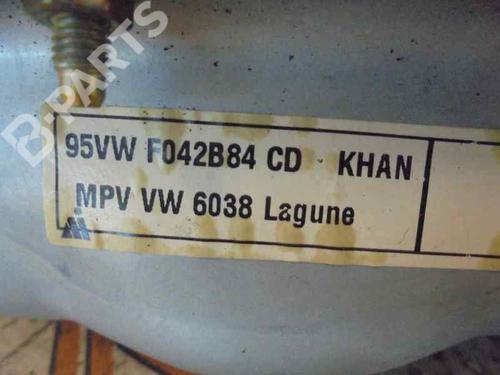 B-PARTS
95VW F042B84 CD KHAN
MPV VW 6038 Lagune